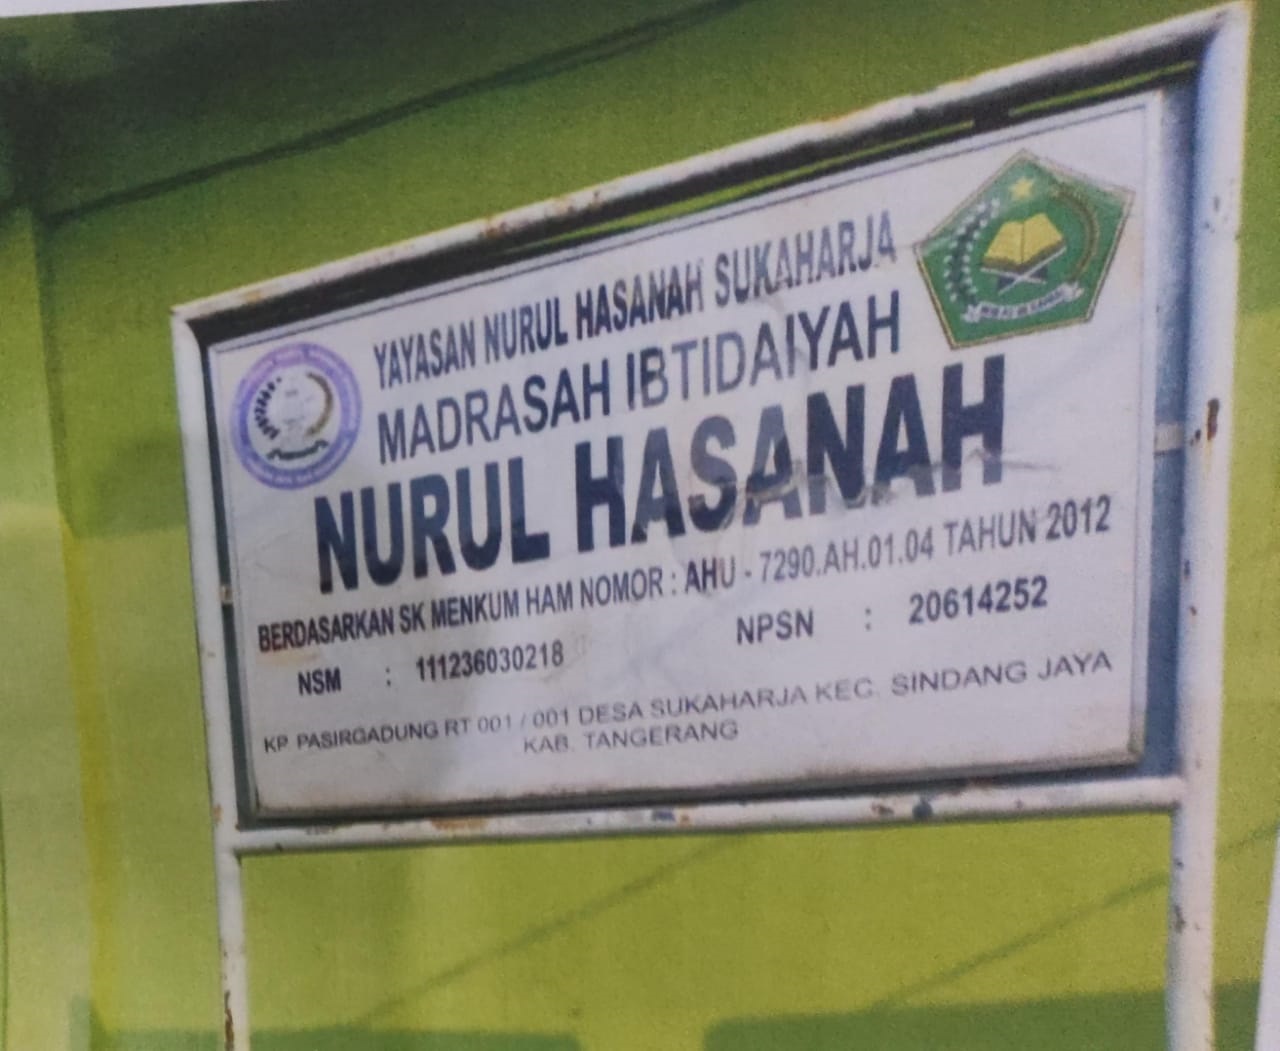 YAYASAN NURUL HASANAH SUKAHARJA
MADRASAH IBTIDAIYAH
NURUL HASANAH
BERDASARKAN SK MENKUM HAM NOMOR : AHU - 7290.AH.01.04 TAHUN 2012
NSM : 111236030218 NPSN : 20614252
KP. PASIRGADUNG RT 001 / 001 DESA SUKAHARJA KEC. SINDANG JAYA
KAB. TANGERANG